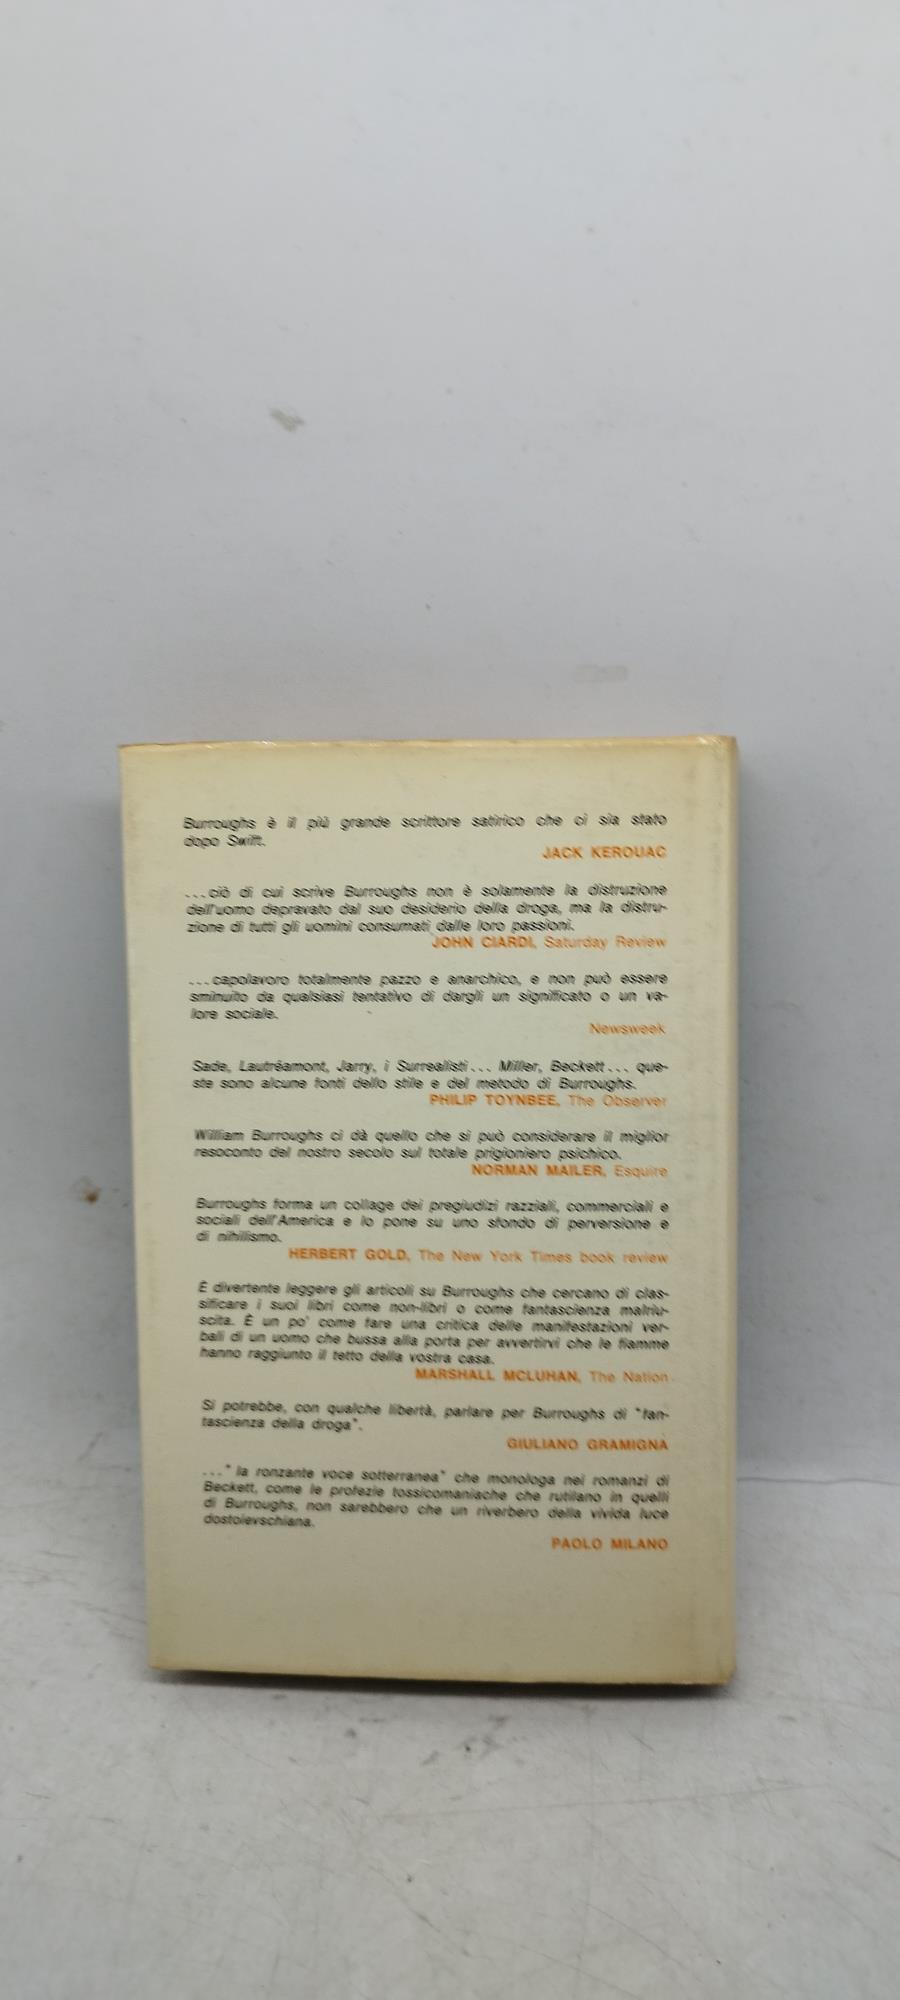 Burroughs è il più grande scrittore satirico che ci sia stato
dopo Swift.
JACK KEROUAC
...ciò di cui scrive Burroughs non è solamente la distruzione
dell'uomo depravato dal suo desiderio della droga, ma la distru-
zione di tutti gli uomini consumati dalle loro passioni.
JOHN CIARDI, Saturday Review
...capolavoro totalmente pazzo e anarchico, e non può essere
sminuito da qualsiasi tentativo di dargli un significato o un va-
lore sociale.
Newsweek
Sade, Lautréamont, Jarry, i Surrealisti... Miller, Beckett... que-
ste sono alcune fonti dello stile e del metodo di Burroughs.
PHILIP TOYNBEE, The Observer
William Burroughs ci dà quello che si può considerare il miglior
resoconto del nostro secolo sul totale prigioniero psichico.
NORMAN MAILER, Esquire
Burroughs forma un collage dei pregiudizi razziali, commerciali e
sociali dell'America e lo pone su uno sfondo di perversione e
di nihilismo.
HERBERT GOLD, The New York Times book review
È divertente leggere gli articoli su Burroughs che cercano di clas-
sificare i suoi libri come non-libri o come fantascienza malriu-
scita. È un po' come fare una critica delle manifestazioni ver-
bali di un uomo che bussa alla porta per avvertirvi che le fiamme
hanno raggiunto il tetto della vostra casa.
MARSHALL MCLUHAN, The Nation
Si potrebbe, con qualche libertà, parlare per Burroughs di "fan-
tascienza della droga".
GIULIANO GRAMIGNA
..." la ronzante voce sotterranea" che monologa nei romanzi di
Beckett, come le profezie tossicomaniache che rutilano in quelli
di Burroughs, non sarebbero che un riverbero della vivida luce
dostoievschiana.
PAOLO MILANO